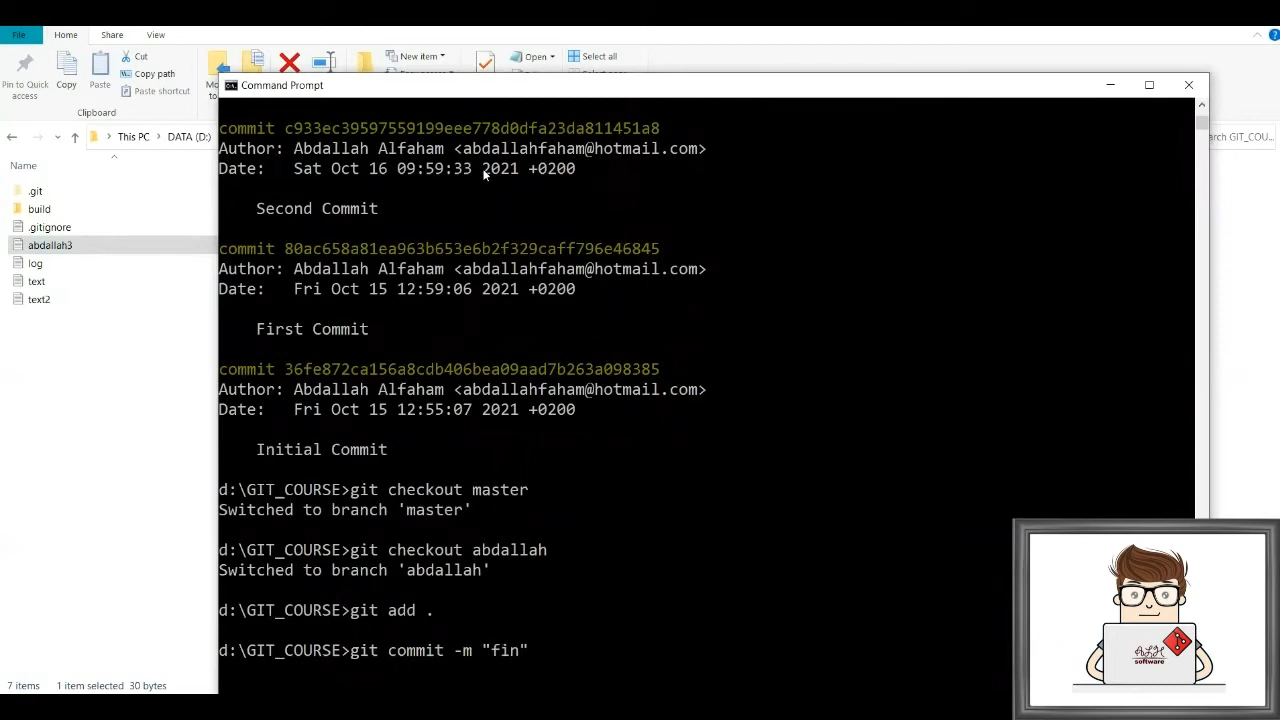 File
Home
Share
View
Pin to Quick
access
Copy
Paste
Cut
Copy path
Paste shortcut
Clipboard
New item
Open
Select all
This PC
DATA (D:)
arch GIT_COU...
Name
.git
build
.gitignore
abdallah3
log
text
text2
7 items
1 item selected
30 bytes
Command Prompt
commit c933ec39597559199eee778d0dfa23da811451a8
Author: Abdallah Alfaham <abdallahfaham@hotmail.com>
Date: Sat Oct 16 09:59:33 2021 +0200
Second Commit
commit 80ac658a81ea963b653e6b2f329caff796e46845
Author: Abdallah Alfaham <abdallahfaham@hotmail.com>
Date: Fri Oct 15 12:59:06 2021 +0200
First Commit
commit 36fe872ca156a8cdb406bea09aad7b263a098385
Author: Abdallah Alfaham <abdallahfaham@hotmail.com>
Date: Fri Oct 15 12:55:07 2021 +0200
Initial Commit
d:\GIT_COURSE>git checkout master
Switched to branch 'master'
d:\GIT_COURSE>git checkout abdallah
Switched to branch 'abdallah'
d:\GIT_COURSE>git add .
d:\GIT_COURSE>git commit -m "fin"
software